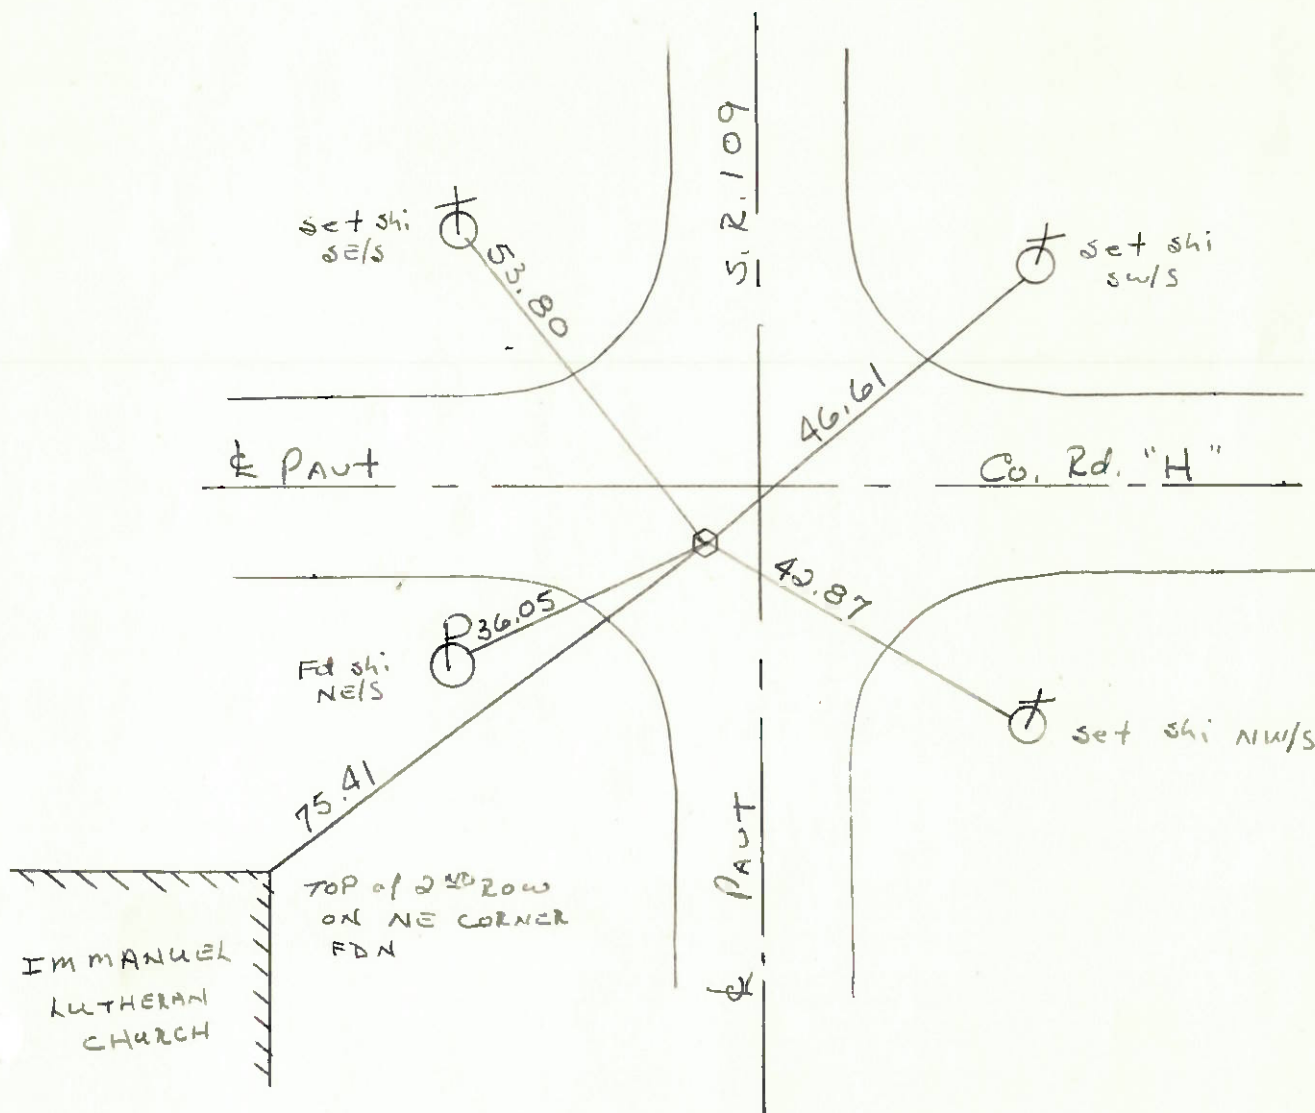 S.R. 109
set shi
SE/S
53.80
set shi
SW/S
46.61
℄ PAVT
Co. Rd. "H"
42.87
36.05
Fd shi
NE/S
set shi NW/S
75.41
TOP of 2ND ROW
ON NE CORNER
FDN
℄ PAVT
IMMANUEL
LUTHERAN
CHURCH